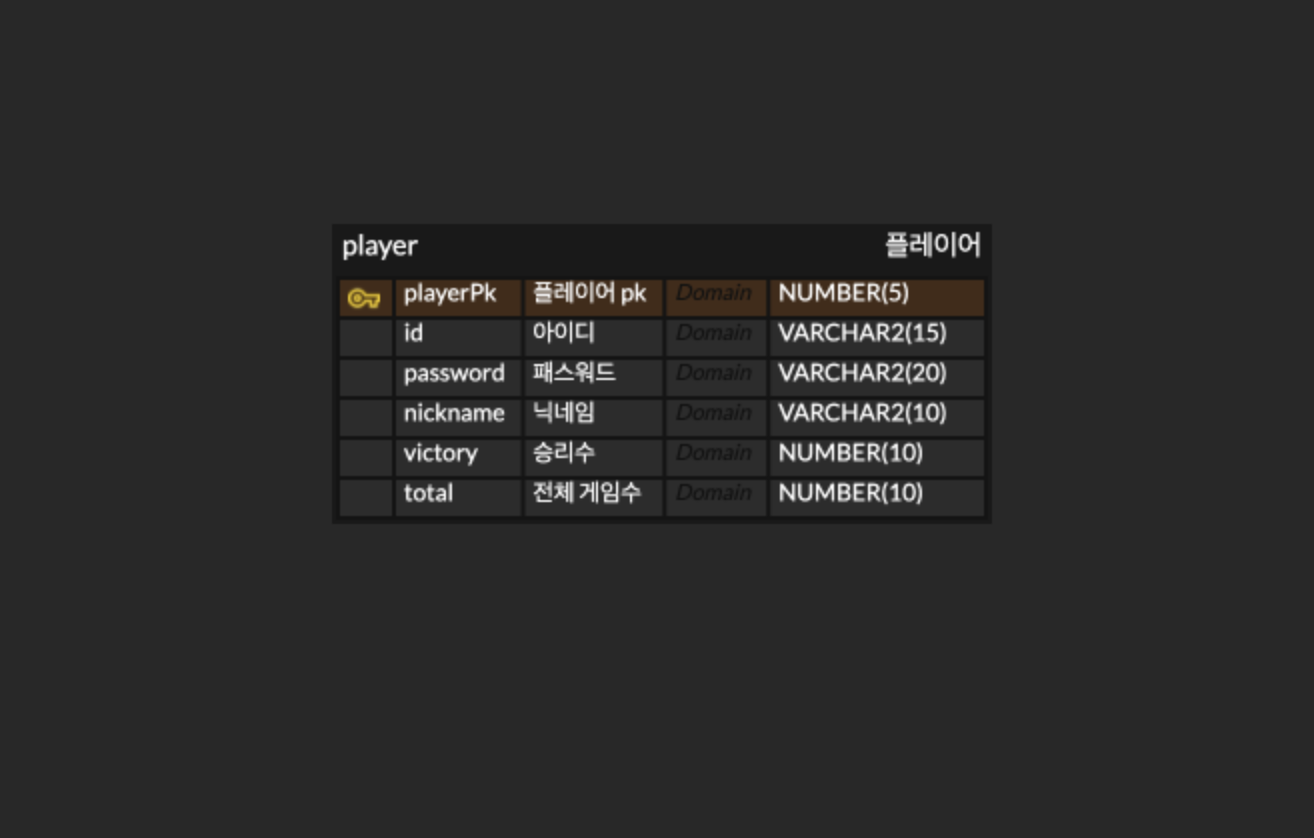 player 플레이어
playerPk 플레이어 pk Domain NUMBER(5)
id 아이디 Domain VARCHAR2(15)
password 패스워드 Domain VARCHAR2(20)
nickname 닉네임 Domain VARCHAR2(10)
victory 승리수 Domain NUMBER(10)
total 전체 게임수 Domain NUMBER(10)